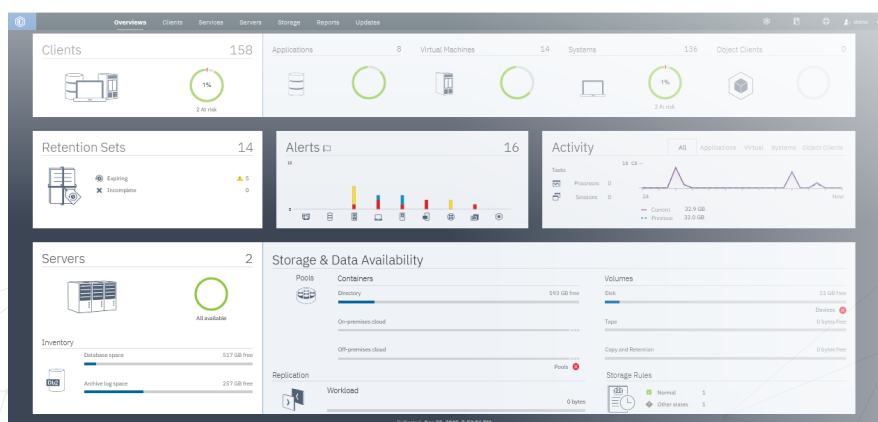 Overviews Clients Services Servers Storage Reports Updates
Clients 158
1%
2 At risk
Applications 8 Virtual Machines 14 Systems 136 Object Clients 0
1%
2 At risk
Retention Sets 14
Expiring 5
Incomplete 0
Alerts 16
Activity All Applications Virtual Systems Object Clients
Tasks
Processes 0
Sessions 0
24 Now
Current 22.9 GB
Previous 33.0 GB
Servers 2
All available
Inventory
Database space 517 GB free
Db2
Archive log space 257 GB free
Storage & Data Availability
Pools Containers Volumes
Directory 593 GB free Disk 53 GB free
Devices
On-premises cloud Tape 0 bytes free
Off-premises cloud Copy and Retention 0 bytes free
Pools
Replication Storage Rules
Workload 0 bytes
Normal 1
Other states 1